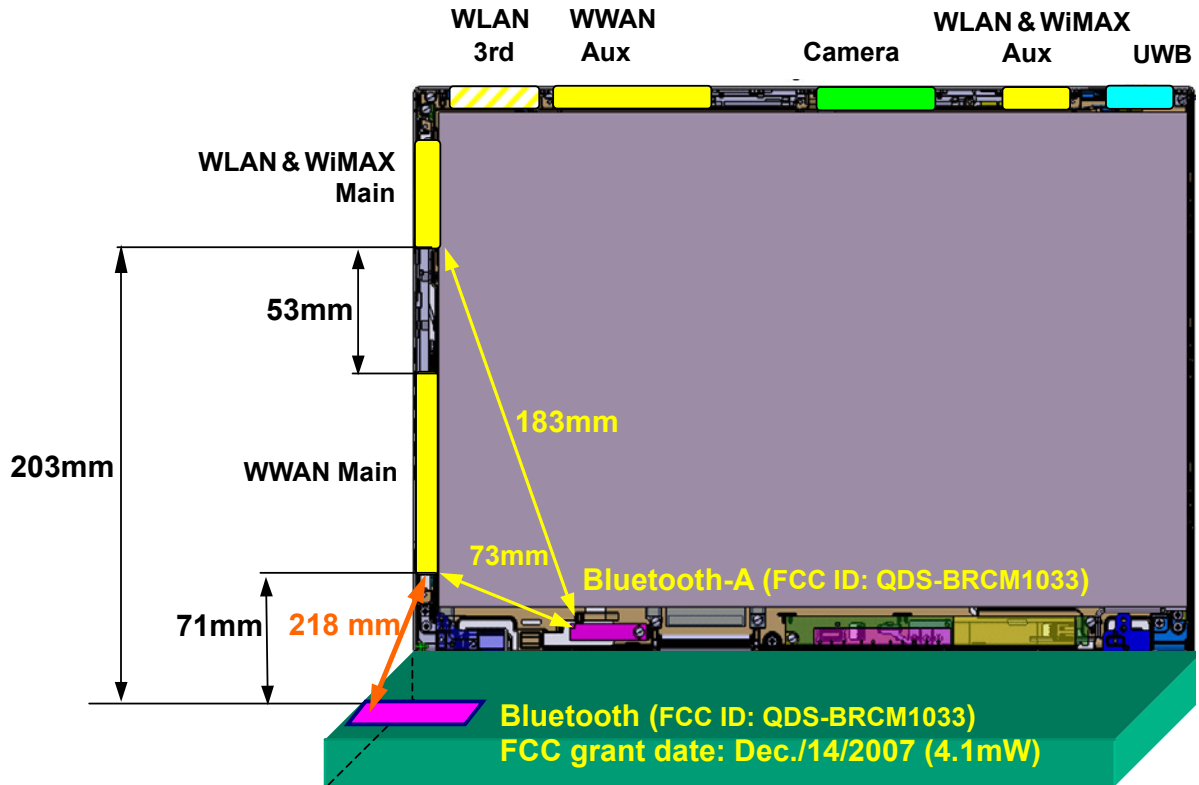 WLAN
3rd
WWAN
Aux
Camera
WLAN & WiMAX
Aux
UWB
WLAN & WiMAX
Main
53mm
183mm
203mm
WWAN Main
73mm
Bluetooth-A (FCC ID: QDS-BRCM1033)
71mm
218 mm
Bluetooth (FCC ID: QDS-BRCM1033)
FCC grant date: Dec./14/2007 (4.1mW)